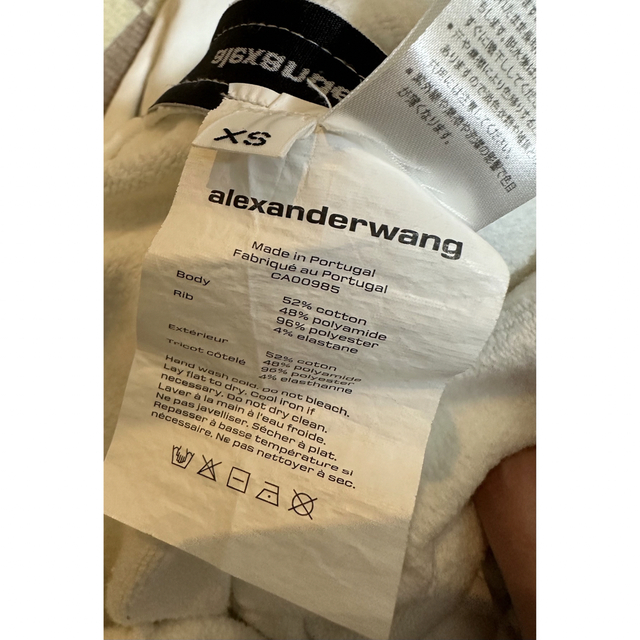 alexande
XS
alexanderwang
Made in Portugal
Fabriqué au Portugal
CA00985
Body 52% cotton
48% polyamide
Rib 96% polyester
4% elastane
Extérieur 52% coton
48% polyamide
Tricot côtelé 96% polyester
4% elasthanne
Hand wash cold. Do not bleach.
Lay flat to dry. Cool iron if
necessary. Do not dry clean.
Laver à la main à l'eau froide.
Ne pas javelliser. Sécher à plat.
Repasser à basse température si
nécessaire. Ne pas nettoyer à sec.